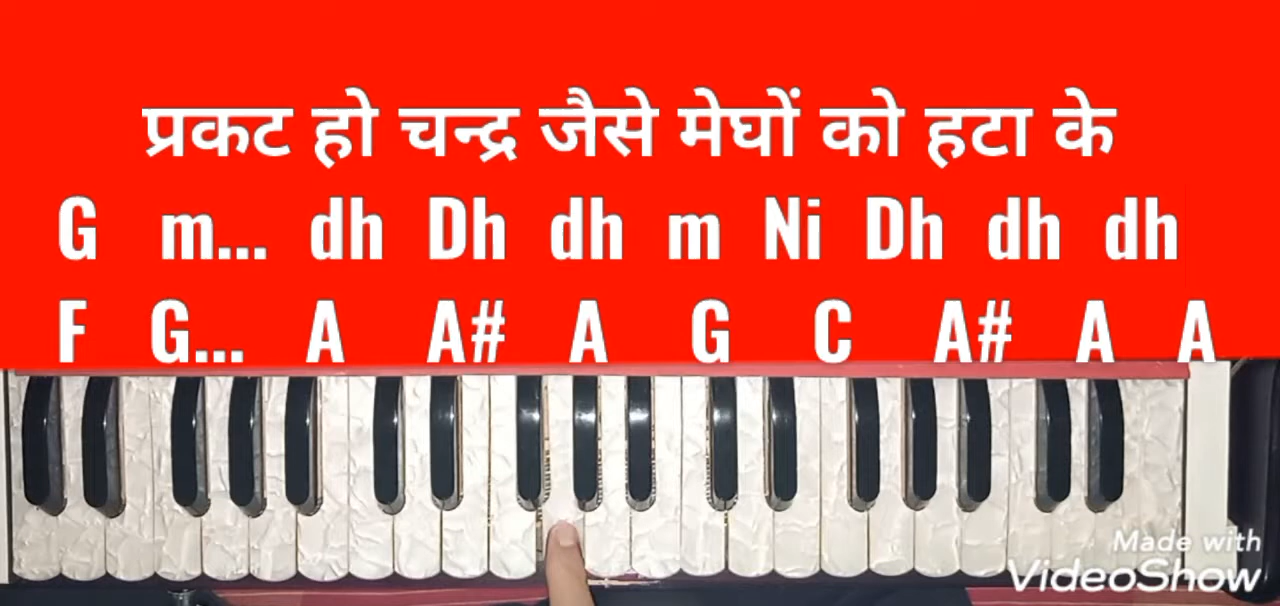 प्रकट हो चन्द्र जैसे मेघों को हटा के
G m... dh Dh dh m Ni Dh dh dh
F G... A A# A G C A# A A
Made with
VideoShow